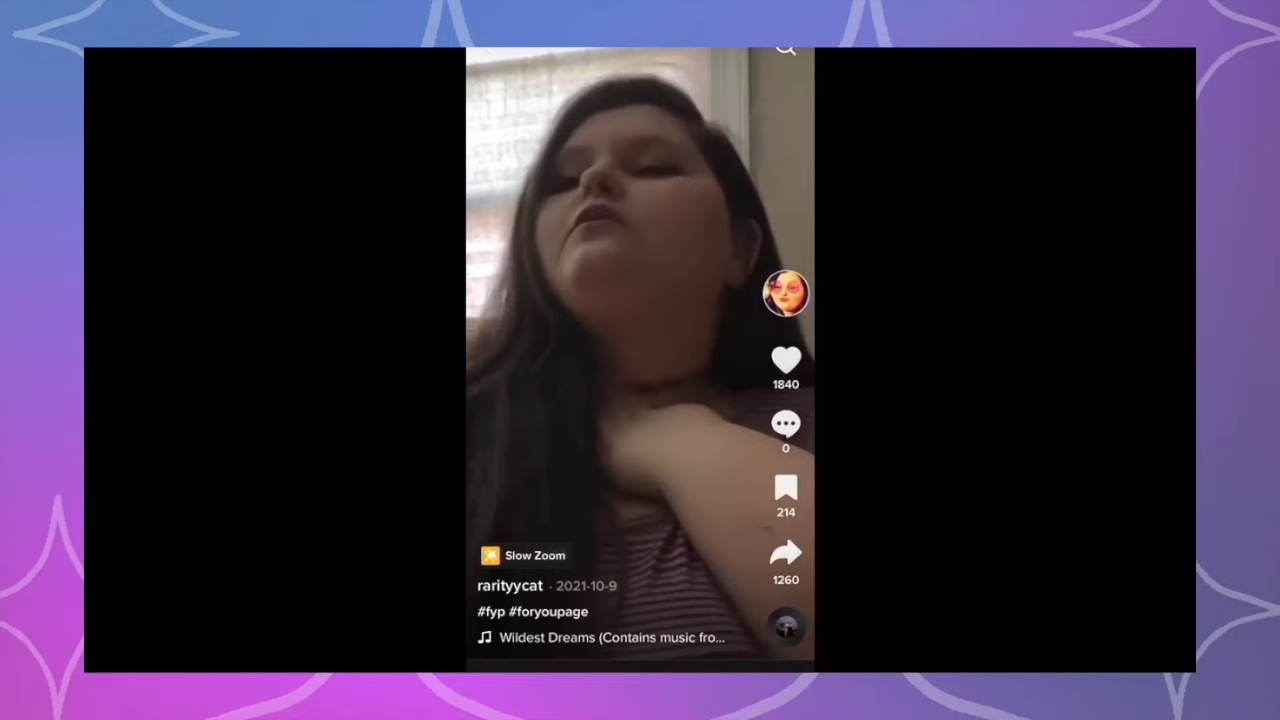 1840
0
214
Slow Zoom
rarityycat · 2021-10-9
1260
#fyp #foryoupage
Wildest Dreams (Contains music fro...